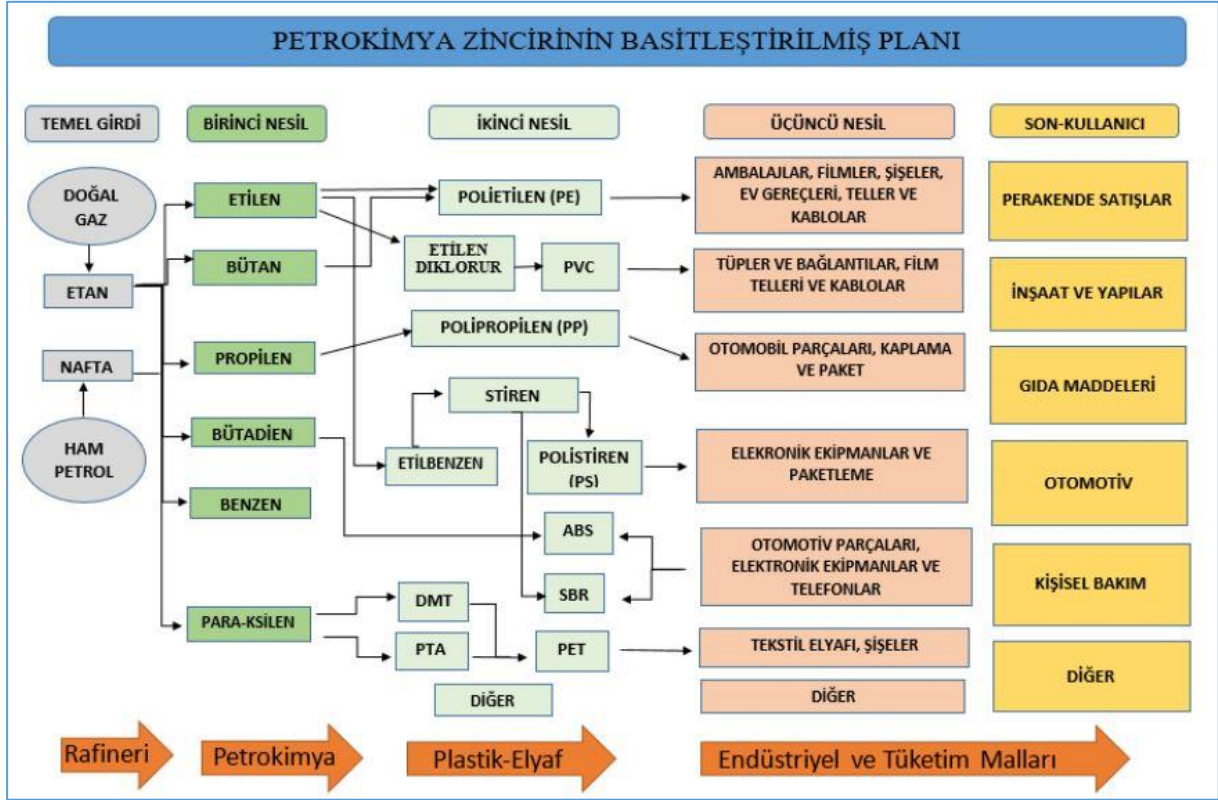 PETROKİMYA ZİNCİRİNİN BASİTLEŞTİRİLMİŞ PLANI
TEMEL GİRDİ
BİRİNCİ NESİL
İKİNCİ NESİL
ÜÇÜNCÜ NESİL
SON-KULLANICI
DOĞAL
GAZ
ETAN
NAFTA
HAM
PETROL
ETİLEN
BÜTAN
PROPİLEN
BÜTADİEN
BENZEN
PARA-KSİLEN
POLİETİLEN (PE)
ETİLEN
DIKLORUR
PVC
POLİPROPİLEN (PP)
STİREN
ETİLBENZEN
POLİSTİREN
(PS)
ABS
SBR
DMT
PTA
PET
DİĞER
AMBALAJLAR, FİLMLER, ŞİŞELER,
EV GEREÇLERİ, TELLER VE
KABLOLAR
TÜPLER VE BAĞLANTILAR, FİLM
TELLERİ VE KABLOLAR
OTOMOBİL PARÇALARI, KAPLAMA
VE PAKET
ELEKRONİK EKİPMANLAR VE
PAKETLEME
OTOMOTİV PARÇALARI,
ELEKTRONİK EKİPMANLAR VE
TELEFONLAR
TEKSTİL ELYAFI, ŞİŞELER
DİĞER
PERAKENDE SATIŞLAR
İNŞAAT VE YAPILAR
GIDA MADDELERİ
OTOMOTİV
KİŞİSEL BAKIM
DİĞER
Rafineri
Petrokimya
Plastik-Elyaf
Endüstriyel ve Tüketim Malları